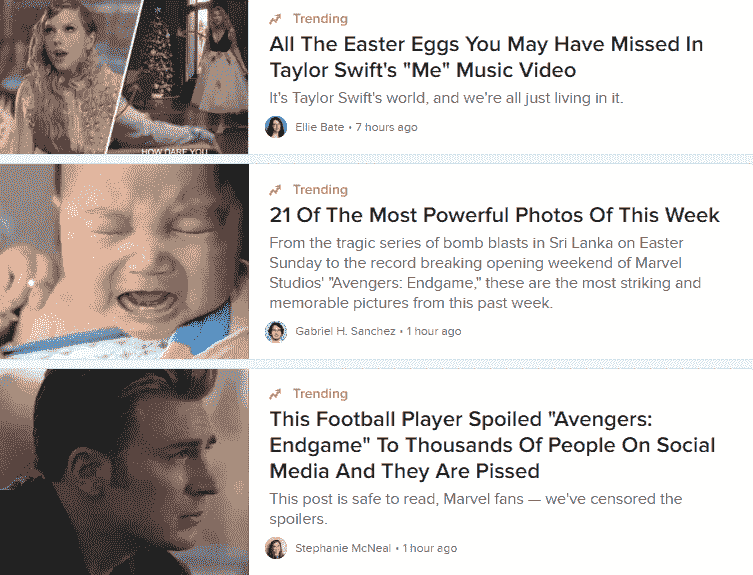 Trending
All The Easter Eggs You May Have Missed In
Taylor Swift's "Me" Music Video
It's Taylor Swift's world, and we're all just living in it.
Ellie Bate • 7 hours ago
HOW DARE YOU
Trending
21 Of The Most Powerful Photos Of This Week
From the tragic series of bomb blasts in Sri Lanka on Easter
Sunday to the record breaking opening weekend of Marvel
Studios' "Avengers: Endgame," these are the most striking and
memorable pictures from this past week.
Gabriel H. Sanchez • 1 hour ago
Trending
This Football Player Spoiled "Avengers:
Endgame" To Thousands Of People On Social
Media And They Are Pissed
This post is safe to read, Marvel fans — we've censored the
spoilers.
Stephanie McNeal • 1 hour ago